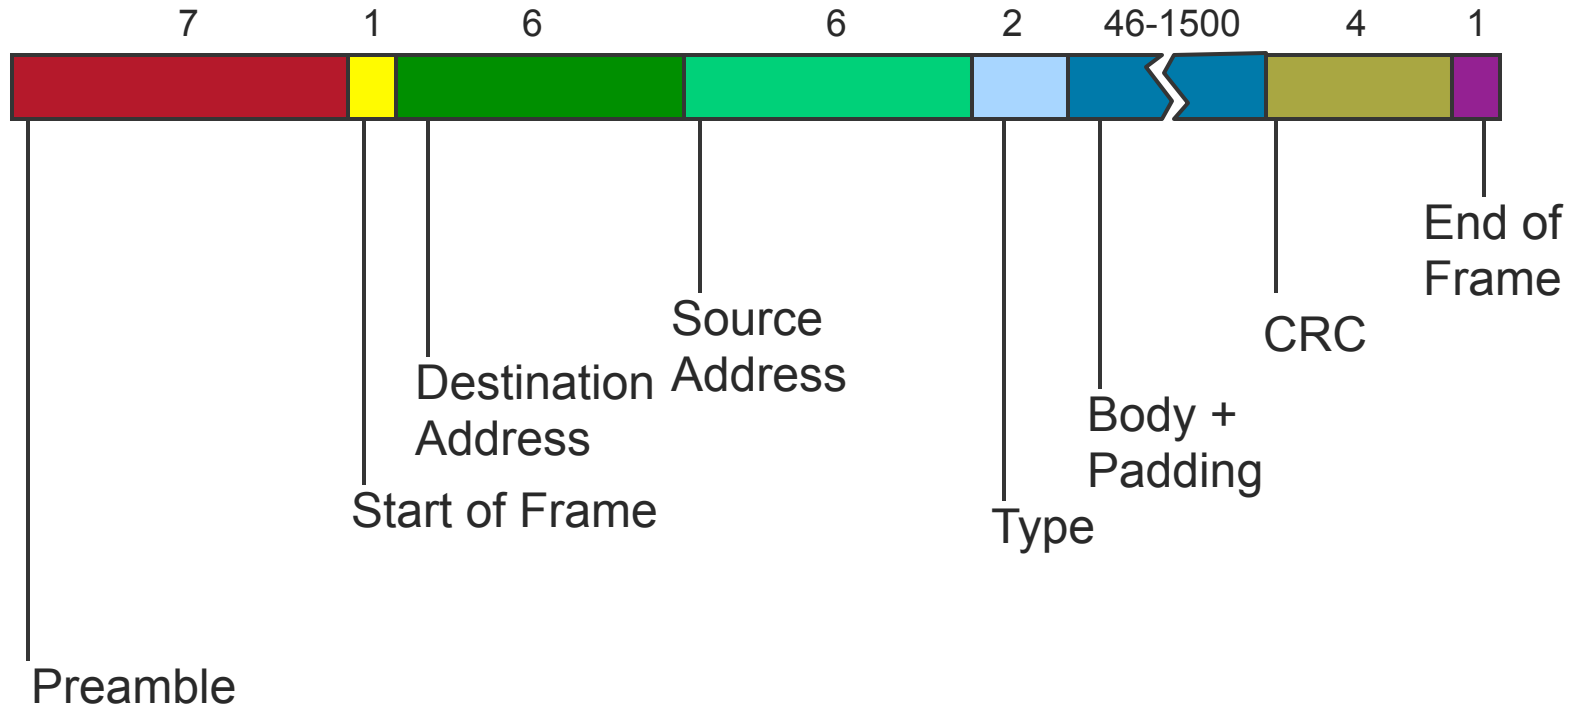 7 1 6 6 2 46-1500 4 1
End of
Frame
Source
Address
CRC
Destination
Address
Body +
Padding
Start of Frame
Type
Preamble